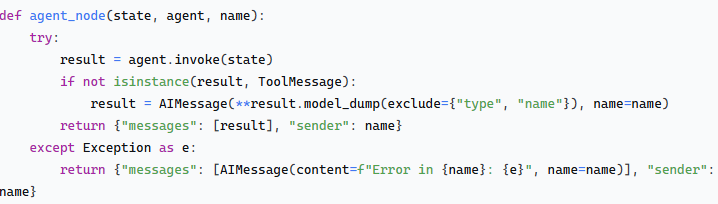 def agent_node(state, agent, name):
    try:
        result = agent.invoke(state)
        if not isinstance(result, ToolMessage):
            result = AIMessage(**result.model_dump(exclude={"type", "name"}), name=name)
        return {"messages": [result], "sender": name}
    except Exception as e:
        return {"messages": [AIMessage(content=f"Error in {name}: {e}", name=name)], "sender":
name}